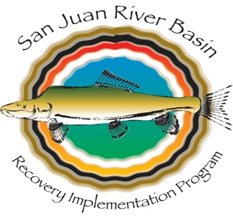 San Juan River Basin
Recovery Implementation Program